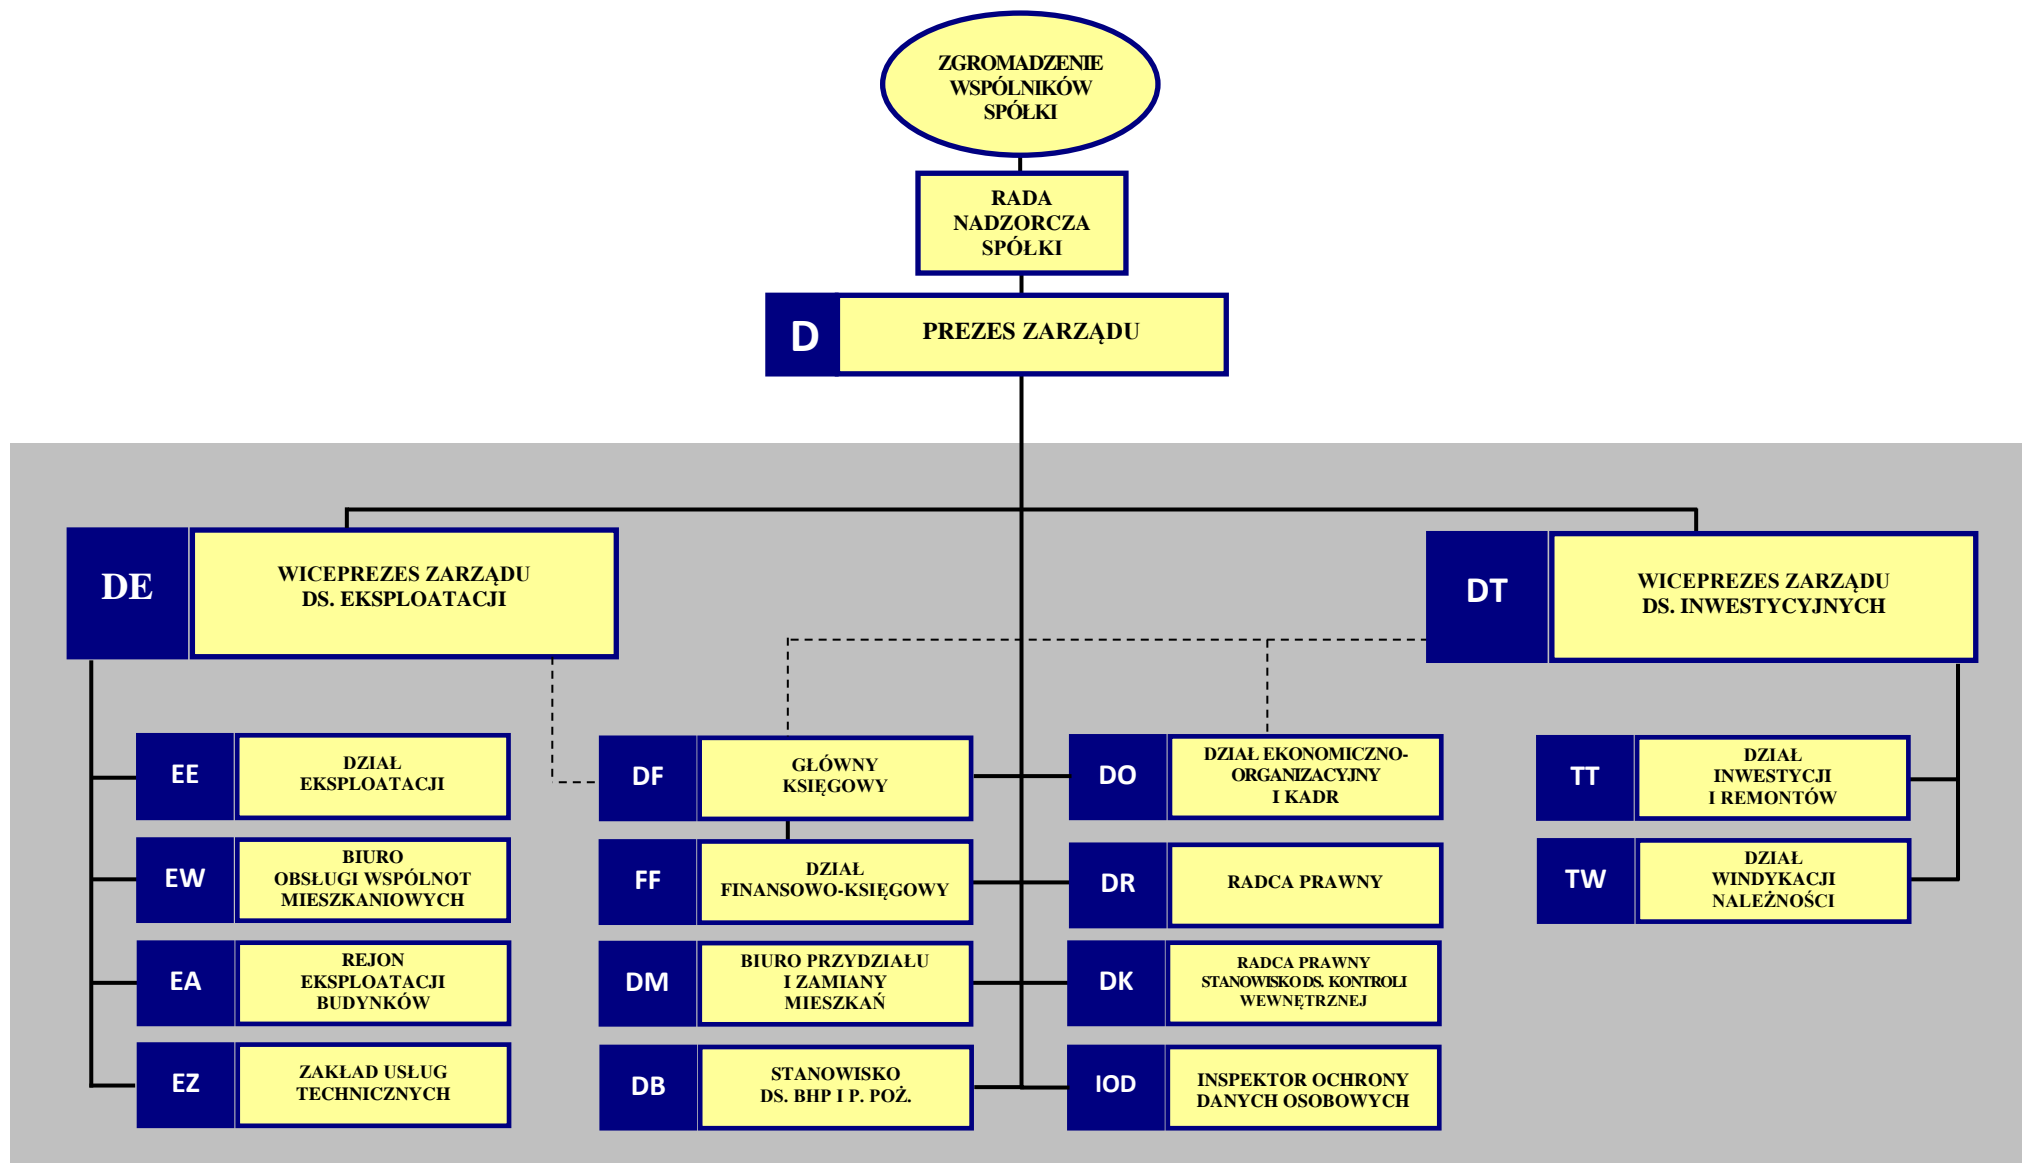 ZGROMADZENIE
WSPÓLNIKÓW
SPÓŁKI
RADA
NADZORCZA
SPÓŁKI
D
PREZES ZARZĄDU
DE
WICEPREZES ZARZĄDU
DS. EKSPLOATACJI
DT
WICEPREZES ZARZĄDU
DS. INWESTYCYJNYCH
EE
DZIAŁ
EKSPLOATACJI
EW
BIURO
OBSŁUGI WSPÓLNOT
MIESZKANIOWYCH
EA
REJON
EKSPLOATACJI
BUDYNKÓW
EZ
ZAKŁAD USŁUG
TECHNICZNYCH
DF
GŁÓWNY
KSIĘGOWY
FF
DZIAŁ
FINANSOWO-KSIĘGOWY
DM
BIURO PRZYDZIAŁU
I ZAMIANY
MIESZKAŃ
DB
STANOWISKO
DS. BHP I P. POŻ.
DO
DZIAŁ EKONOMICZNO-
ORGANIZACYJNY
I KADR
DR
RADCA PRAWNY
DK
RADCA PRAWNY
STANOWISKO DS. KONTROLI
WEWNĘTRZNEJ
IOD
INSPEKTOR OCHRONY
DANYCH OSOBOWYCH
TT
DZIAŁ
INWESTYCJI
I REMONTÓW
TW
DZIAŁ
WINDYKACJI
NALEŻNOŚCI